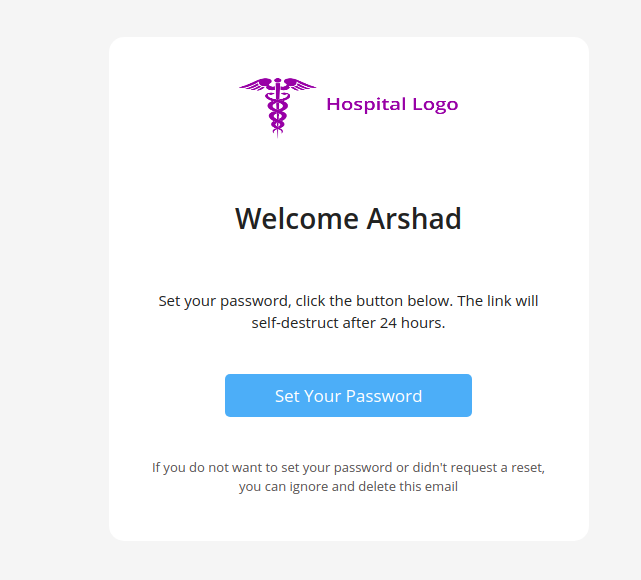 Hospital Logo
Welcome Arshad
Set your password, click the button below. The link will
self-destruct after 24 hours.
Set Your Password
If you do not want to set your password or didn't request a reset,
you can ignore and delete this email